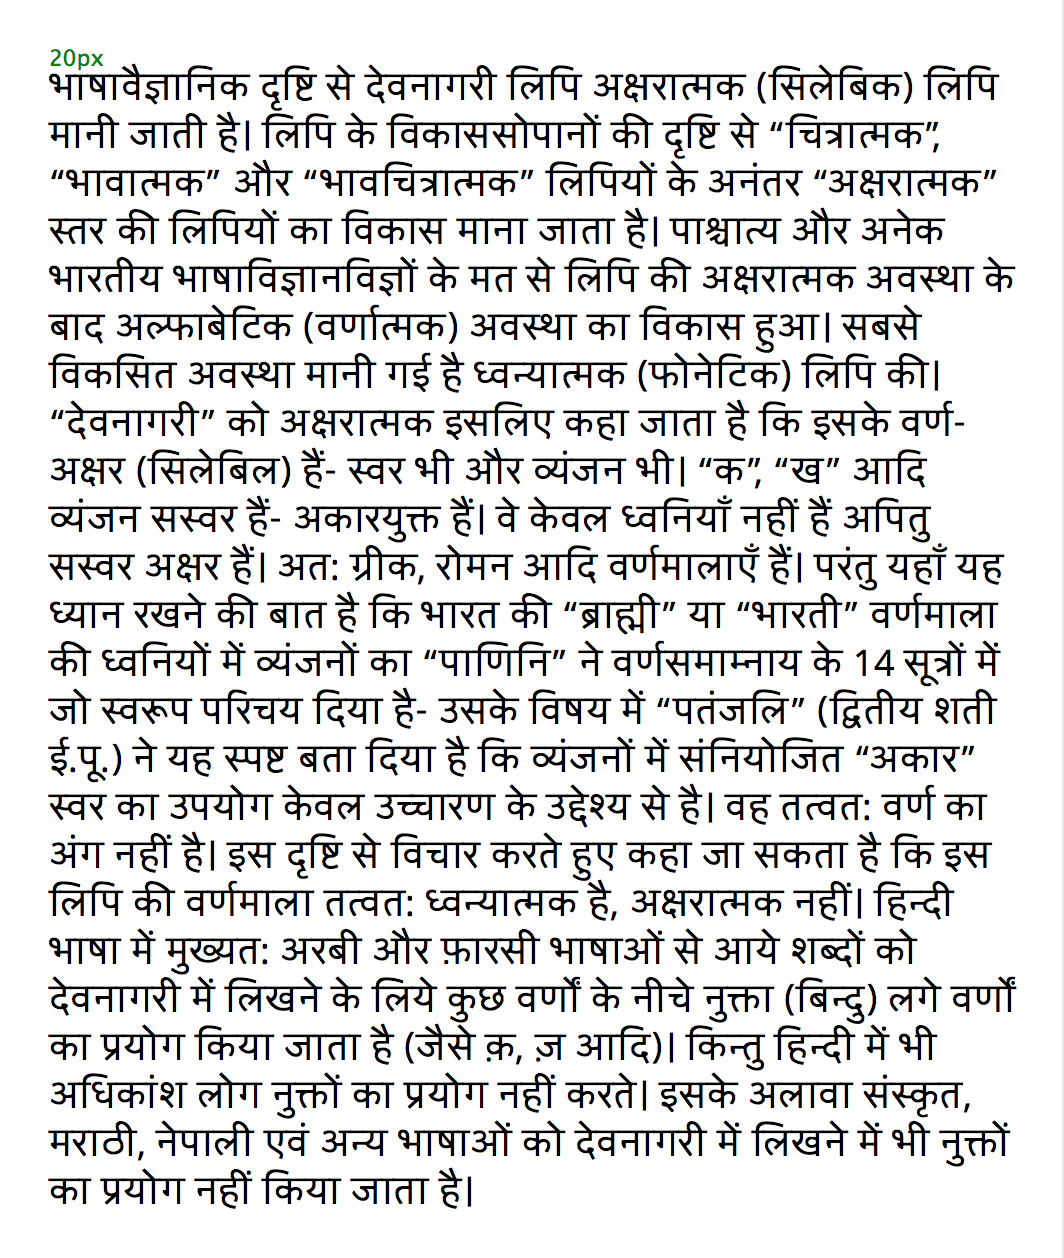 20px
भाषावैज्ञानिक दृष्टि से देवनागरी लिपि अक्षरात्मक (सिलेबिक) लिपि
मानी जाती है। लिपि के विकाससोपानों की दृष्टि से “चित्रात्मक”,
“भावात्मक” और “भावचित्रात्मक” लिपियों के अनंतर “अक्षरात्मक”
स्तर की लिपियों का विकास माना जाता है। पाश्चात्य और अनेक
भारतीय भाषाविज्ञानविज्ञों के मत से लिपि की अक्षरात्मक अवस्था के
बाद अल्फाबेटिक (वर्णात्मक) अवस्था का विकास हुआ। सबसे
विकसित अवस्था मानी गई है ध्वन्यात्मक (फोनेटिक) लिपि की।
“देवनागरी” को अक्षरात्मक इसलिए कहा जाता है कि इसके वर्ण-
अक्षर (सिलेबिल) हैं- स्वर भी और व्यंजन भी। “क”, “ख” आदि
व्यंजन सस्वर हैं- अकारयुक्त हैं। वे केवल ध्वनियाँ नहीं हैं अपितु
सस्वर अक्षर हैं। अत: ग्रीक, रोमन आदि वर्णमालाएँ हैं। परंतु यहाँ यह
ध्यान रखने की बात है कि भारत की “ब्राह्मी” या “भारती” वर्णमाला
की ध्वनियों में व्यंजनों का “पाणिनि” ने वर्णसमाम्नाय के 14 सूत्रों में
जो स्वरूप परिचय दिया है- उसके विषय में “पतंजलि” (द्वितीय शती
ई.पू.) ने यह स्पष्ट बता दिया है कि व्यंजनों में संनियोजित “अकार”
स्वर का उपयोग केवल उच्चारण के उद्देश्य से है। वह तत्वत: वर्ण का
अंग नहीं है। इस दृष्टि से विचार करते हुए कहा जा सकता है कि इस
लिपि की वर्णमाला तत्वत: ध्वन्यात्मक है, अक्षरात्मक नहीं। हिन्दी
भाषा में मुख्यत: अरबी और फ़ारसी भाषाओं से आये शब्दों को
देवनागरी में लिखने के लिये कुछ वर्णों के नीचे नुक्ता (बिन्दु) लगे वर्णों
का प्रयोग किया जाता है (जैसे क़, ज़ आदि)। किन्तु हिन्दी में भी
अधिकांश लोग नुक्तों का प्रयोग नहीं करते। इसके अलावा संस्कृत,
मराठी, नेपाली एवं अन्य भाषाओं को देवनागरी में लिखने में भी नुक्तों
का प्रयोग नहीं किया जाता है।